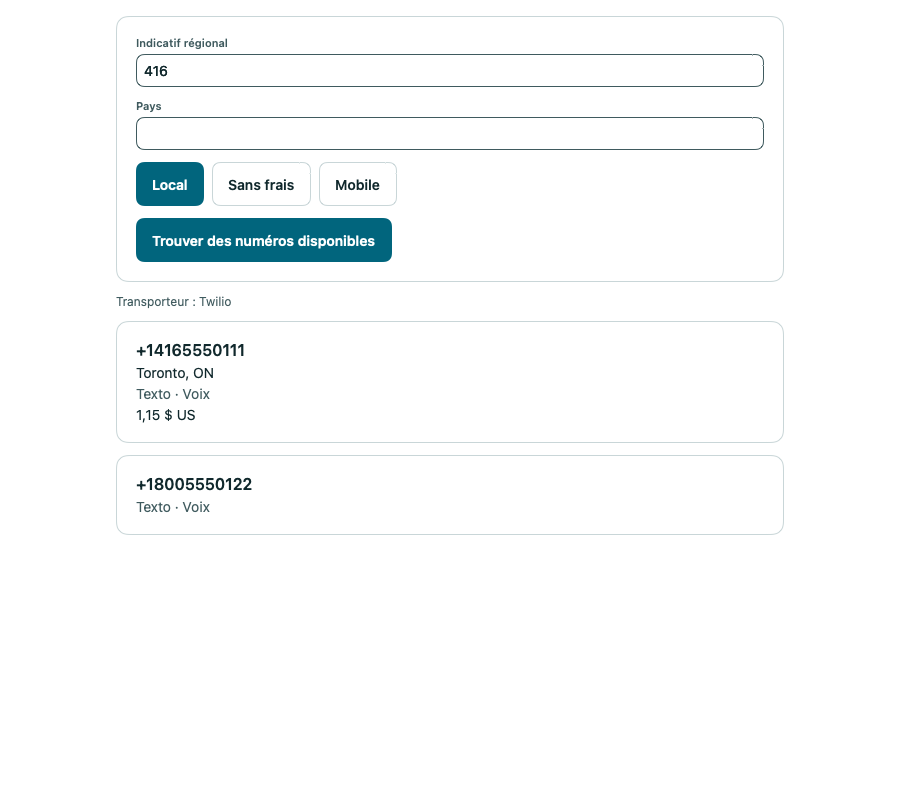 Indicatif régional
416
Pays
Local
Sans frais
Mobile
Trouver des numéros disponibles
Transporteur : Twilio
+14165550111
Toronto, ON
Texto · Voix
1,15 $ US
+18005550122
Texto · Voix